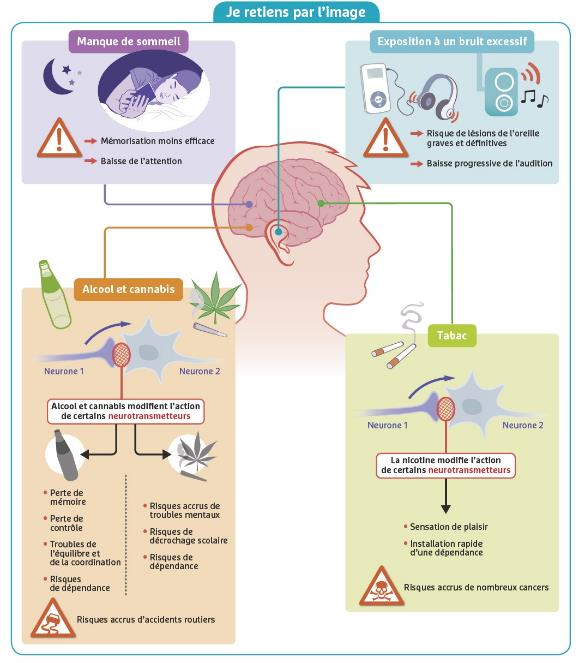 Je retiens par l'image
Manque de sommeil
Mémorisation moins efficace
Baisse de l'attention
Exposition à un bruit excessif
Risque de lésions de l'oreille
graves et définitives
Baisse progressive de l'audition
Alcool et cannabis
Neurone 1
Neurone 2
Alcool et cannabis modifient l'action
de certains neurotransmetteurs
• Perte de
mémoire
• Perte de
contrôle
• Troubles de
l'équilibre et
de la coordination
• Risques
de dépendance
• Risques accrus de
troubles mentaux
• Risques de
décrochage scolaire
• Risques de
dépendance
Risques accrus d'accidents routiers
Tabac
Neurone 1
Neurone 2
La nicotine modifie l'action
de certains neurotransmetteurs
• Sensation de plaisir
• Installation rapide
d'une dépendance
Risques accrus de nombreux cancers